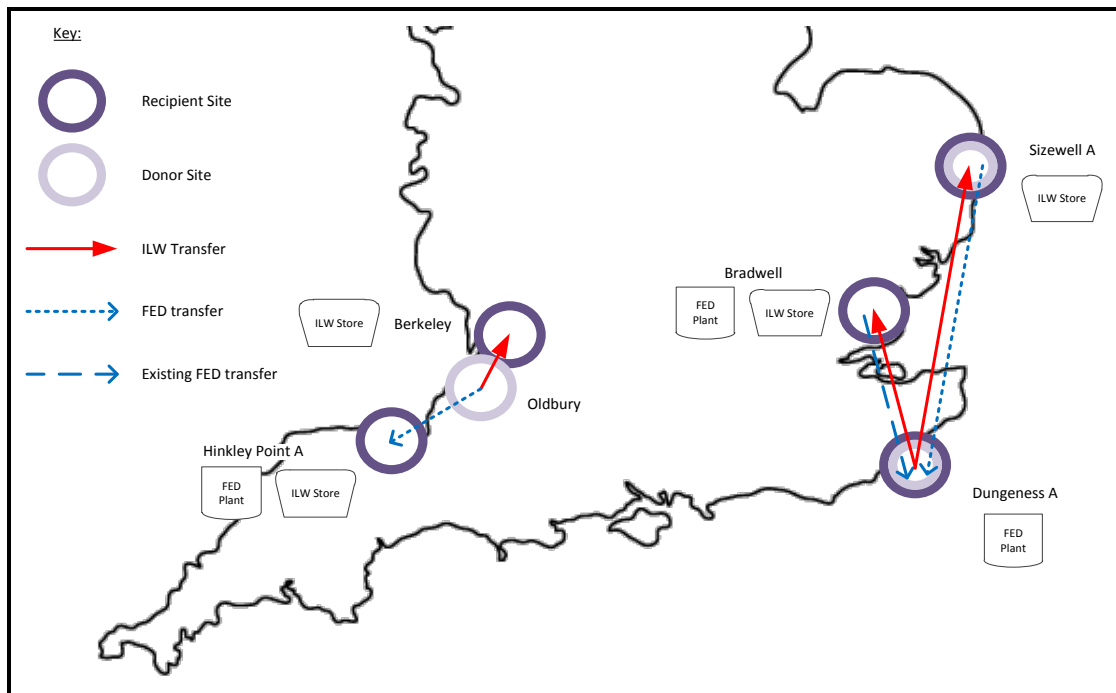 Key:
Recipient Site
Donor Site
ILW Transfer
FED transfer
Existing FED transfer
Sizewell A
ILW Store
Bradwell
FED
Plant
ILW Store
ILW Store
Berkeley
Oldbury
Hinkley Point A
FED
Plant
ILW Store
Dungeness A
FED
Plant